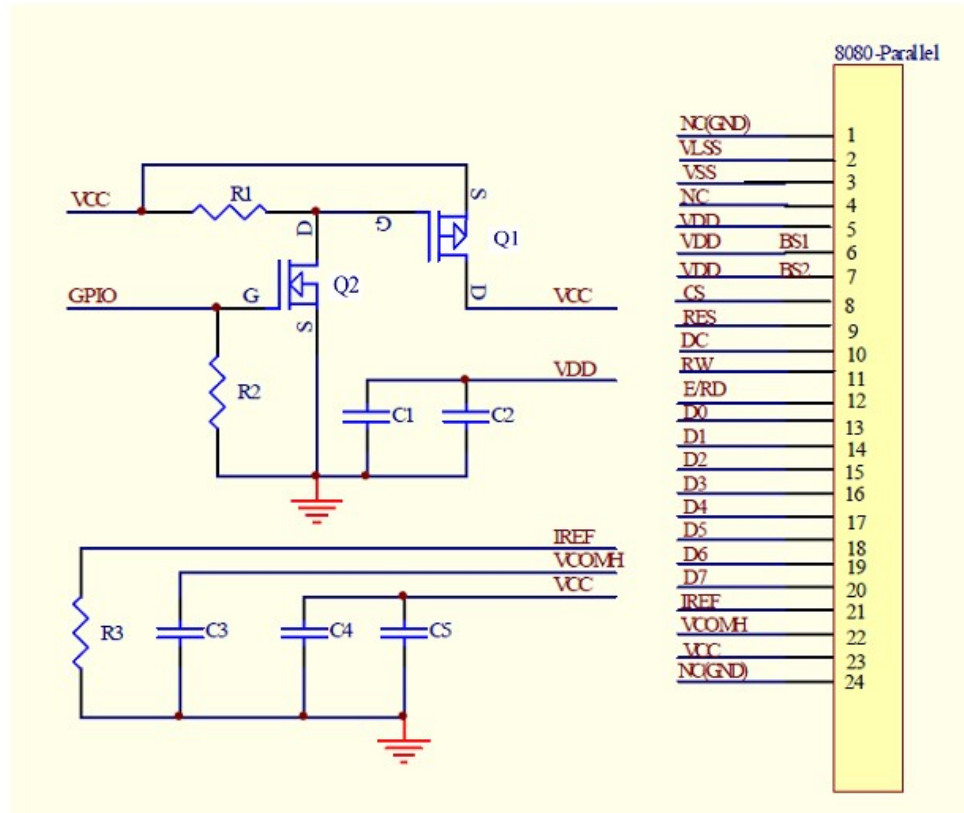 8080-Parallel
NC(GND) 1
VLSS 2
VSS 3
NC 4
VDD 5
VDD BS1 6
VDD BS2 7
CS 8
RES 9
DC 10
RW 11
E/RD 12
D0 13
D1 14
D2 15
D3 16
D4 17
D5 18
D6 19
D7 20
IREF 21
VCOMH 22
VCC 23
NC(GND) 24
VCC
R1
D
G
S
Q1
D
VCC
GPIO
G
Q2
S
R2
VDD
C1
C2
IREF
VCOMH
VCC
R3
C3
C4
C5